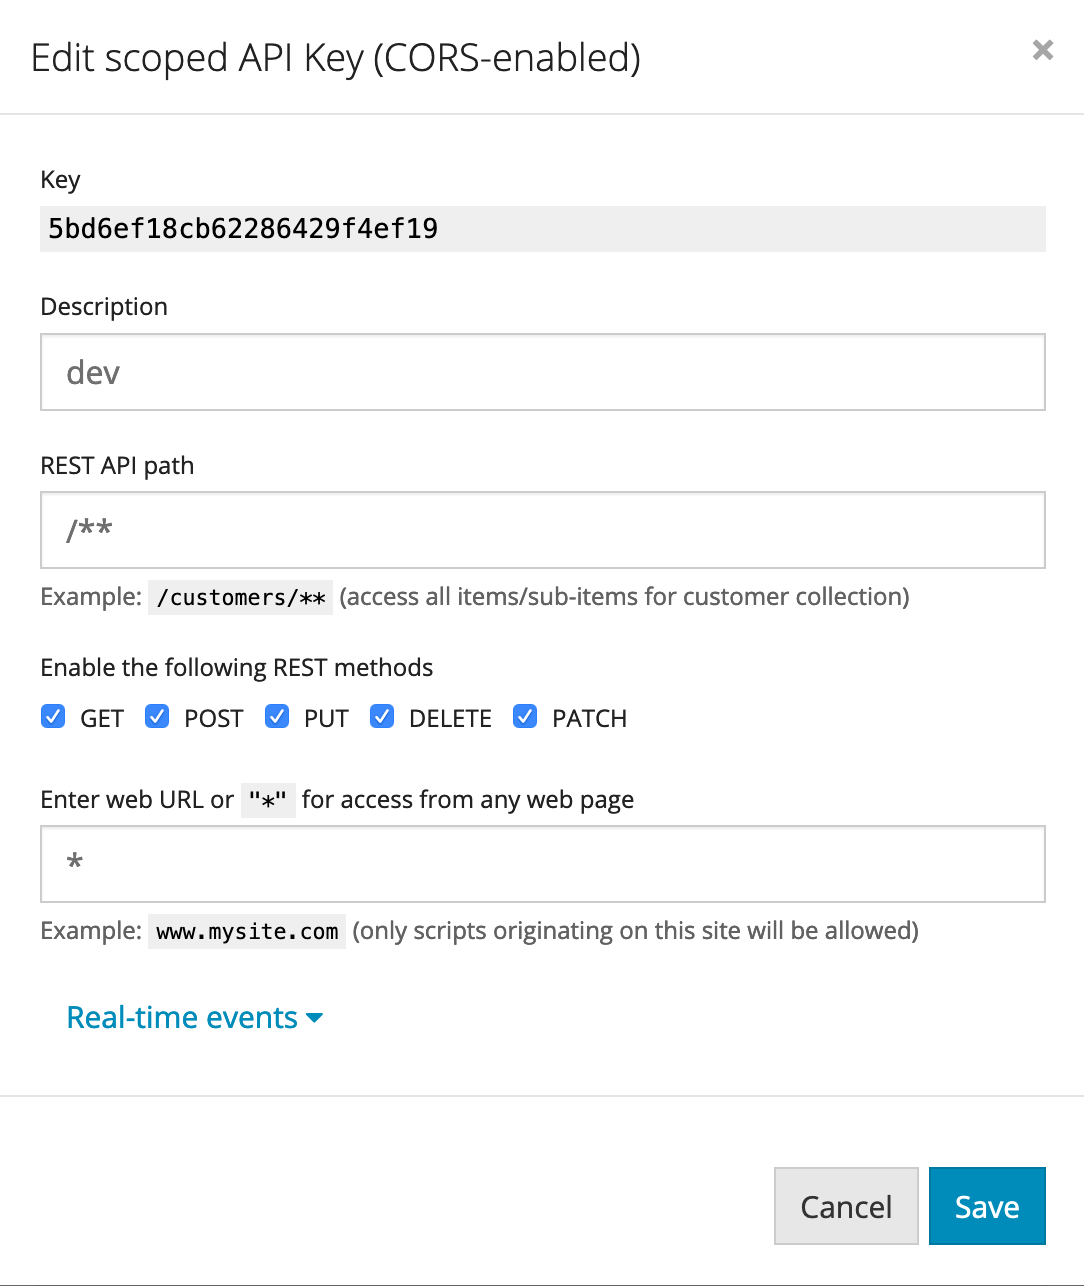 Edit scoped API Key (CORS-enabled)
×
Key
5bd6ef18cb62286429f4ef19
Description
dev
REST API path
/**
Example: /customers/** (access all items/sub-items for customer collection)
Enable the following REST methods
GET POST PUT DELETE PATCH
Enter web URL or "*" for access from any web page
*
Example: www.mysite.com (only scripts originating on this site will be allowed)
Real-time events
Cancel Save